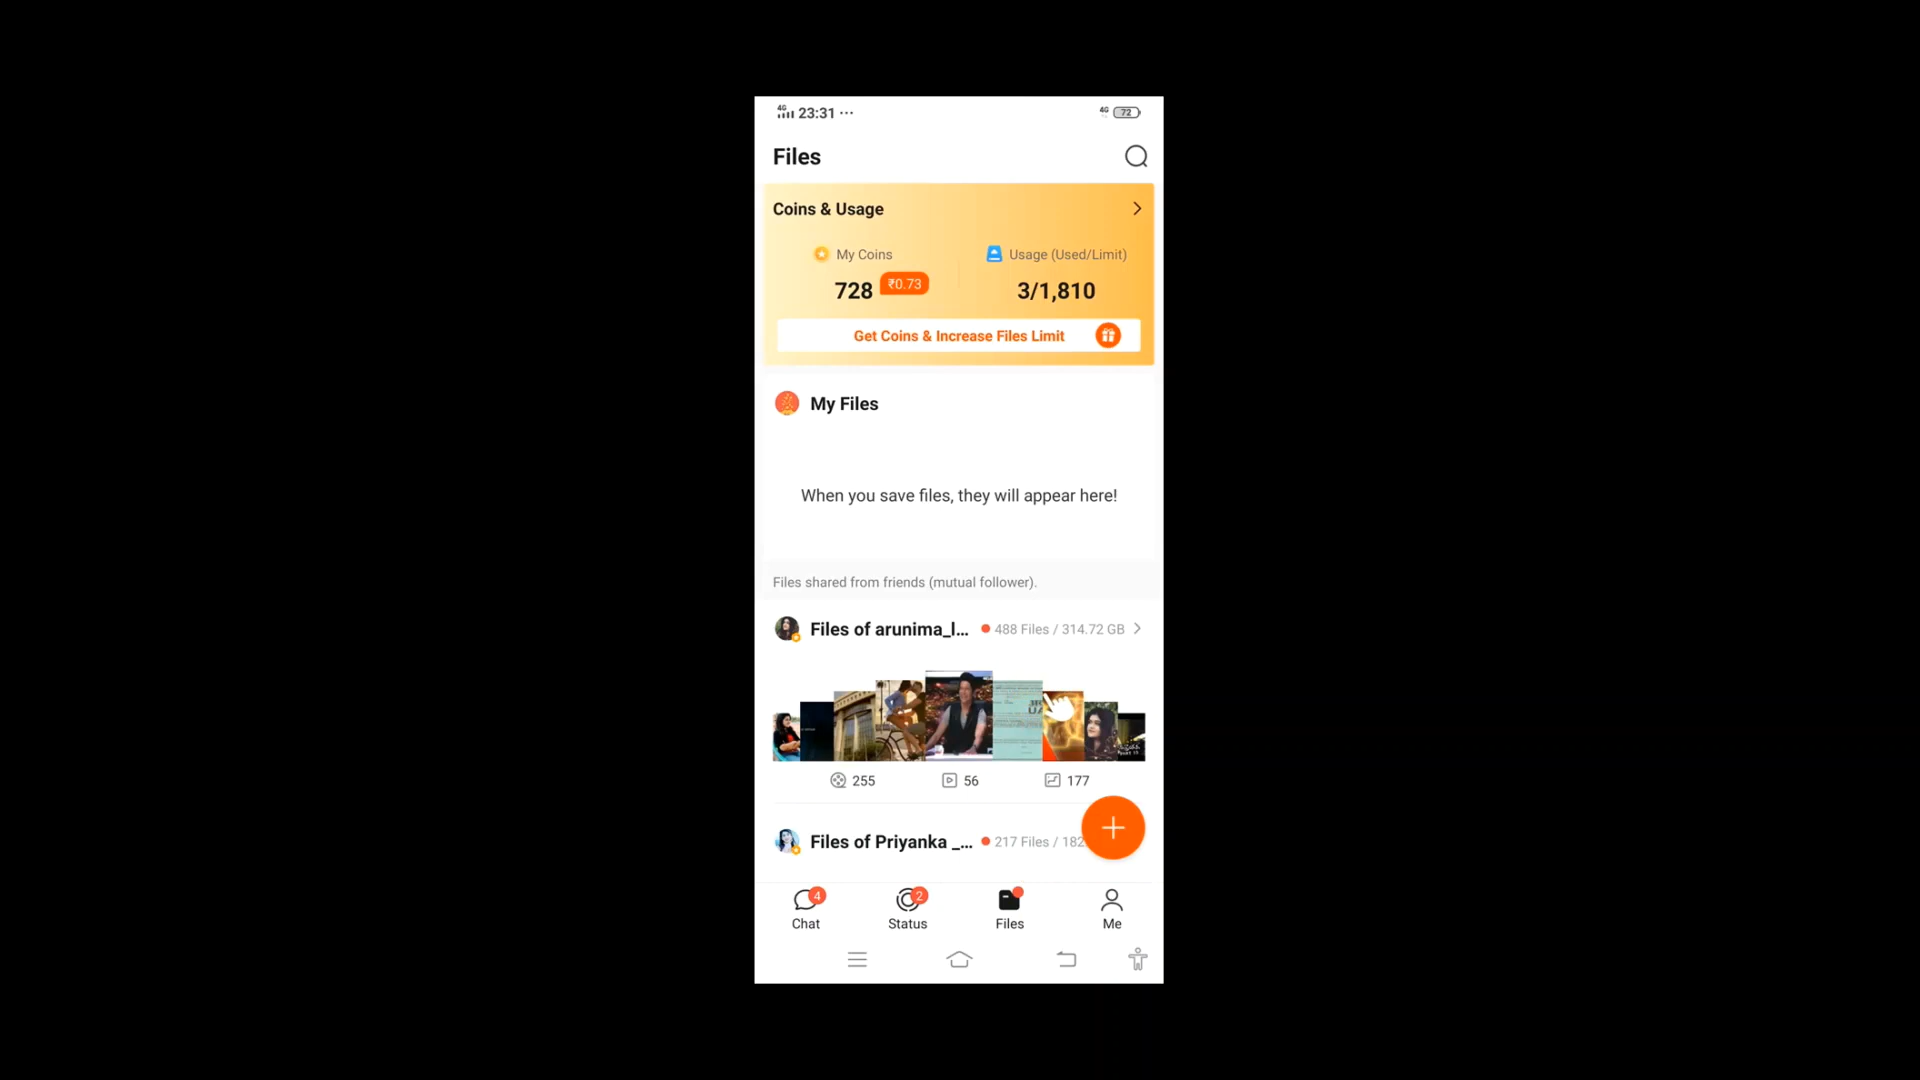 4G 23:31 ··· 4G 72
Files
Coins & Usage
My Coins Usage (Used/Limit)
728 ₹0.73 3/1,810
Get Coins & Increase Files Limit
My Files
When you save files, they will appear here!
Files shared from friends (mutual follower).
Files of arunima_l... 488 Files / 314.72 GB
255 56 177
Files of Priyanka _... 217 Files / 182
4 2
Chat Status Files Me